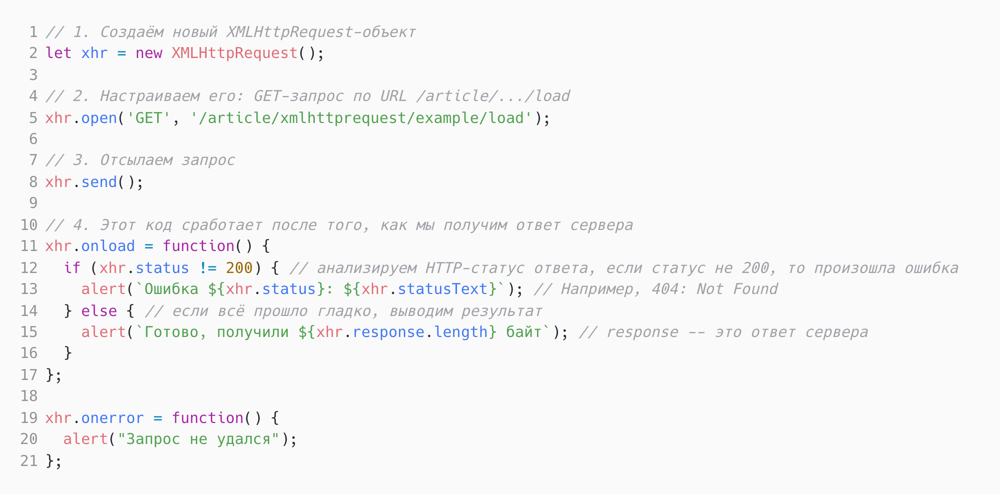 1 // 1. Создаём новый XMLHttpRequest-объект
2 let xhr = new XMLHttpRequest();
3
4 // 2. Настраиваем его: GET-запрос по URL /article/.../load
5 xhr.open('GET', '/article/xmlhttprequest/example/load');
6
7 // 3. Отсылаем запрос
8 xhr.send();
9
10 // 4. Этот код сработает после того, как мы получим ответ сервера
11 xhr.onload = function() {
12   if (xhr.status != 200) { // анализируем HTTP-статус ответа, если статус не 200, то произошла ошибка
13     alert(`Ошибка ${xhr.status}: ${xhr.statusText}`); // Например, 404: Not Found
14   } else { // если всё прошло гладко, выводим результат
15     alert(`Готово, получили ${xhr.response.length} байт`); // response -- это ответ сервера
16   }
17 };
18
19 xhr.onerror = function() {
20   alert("Запрос не удался");
21 };